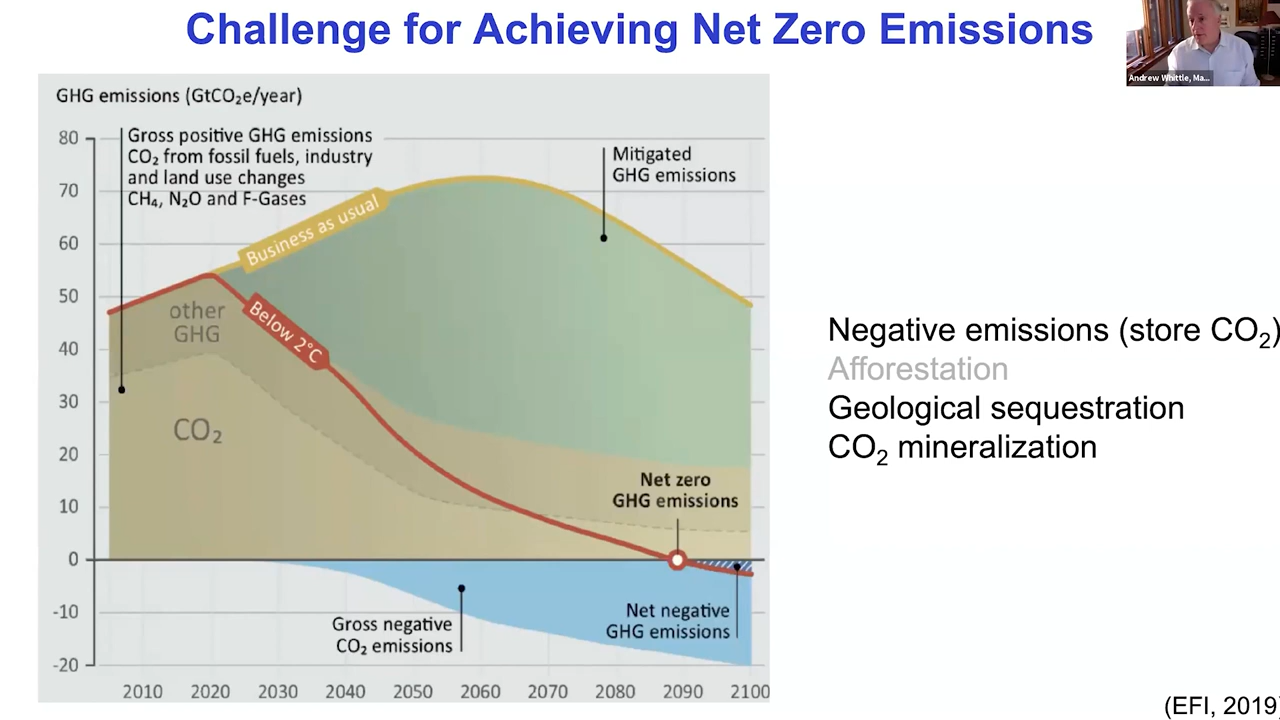 Challenge for Achieving Net Zero Emissions
Andrew Whittle, Ma...
GHG emissions (GtCO₂e/year)
80
70
60
50
40
30
20
10
0
-10
-20
Gross positive GHG emissions
CO₂ from fossil fuels, industry
and land use changes
CH₄, N₂O and F-Gases
Mitigated
GHG emissions
Business as usual
Below 2°C
other
GHG
CO₂
Net zero
GHG emissions
Gross negative
CO₂ emissions
Net negative
GHG emissions
2010 2020 2030 2040 2050 2060 2070 2080 2090 2100
Negative emissions (store CO₂)
Afforestation
Geological sequestration
CO₂ mineralization
(EFI, 2019)